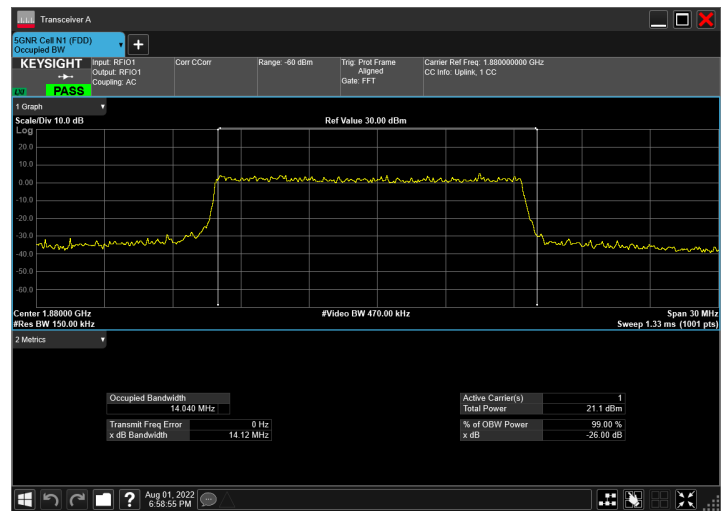 Transceiver A
5GNR Cell N1 (FDD)
Occupied BW
KEYSIGHT
PASS
Input: RFIO1
Output: RFIO1
Coupling: AC
Corr CCorr
Range: -60 dBm
Trig: Prot Frame
Aligned
Gate: FFT
Carrier Ref Freq: 1.880000000 GHz
CC Info: Uplink, 1 CC
1 Graph
Scale/Div 10.0 dB
Ref Value 30.00 dBm
Log
20.0
10.0
0.00
-10.0
-20.0
-30.0
-40.0
-50.0
-60.0
Center 1.88000 GHz
#Video BW 470.00 kHz
Span 30 MHz
#Res BW 150.00 kHz
Sweep 1.33 ms (1001 pts)
2 Metrics
Occupied Bandwidth
14.040 MHz
Transmit Freq Error 0 Hz
x dB Bandwidth 14.12 MHz
Active Carrier(s) 1
Total Power 21.1 dBm
% of OBW Power 99.00 %
x dB -26.00 dB
?
Aug 01, 2022
6:58:55 PM